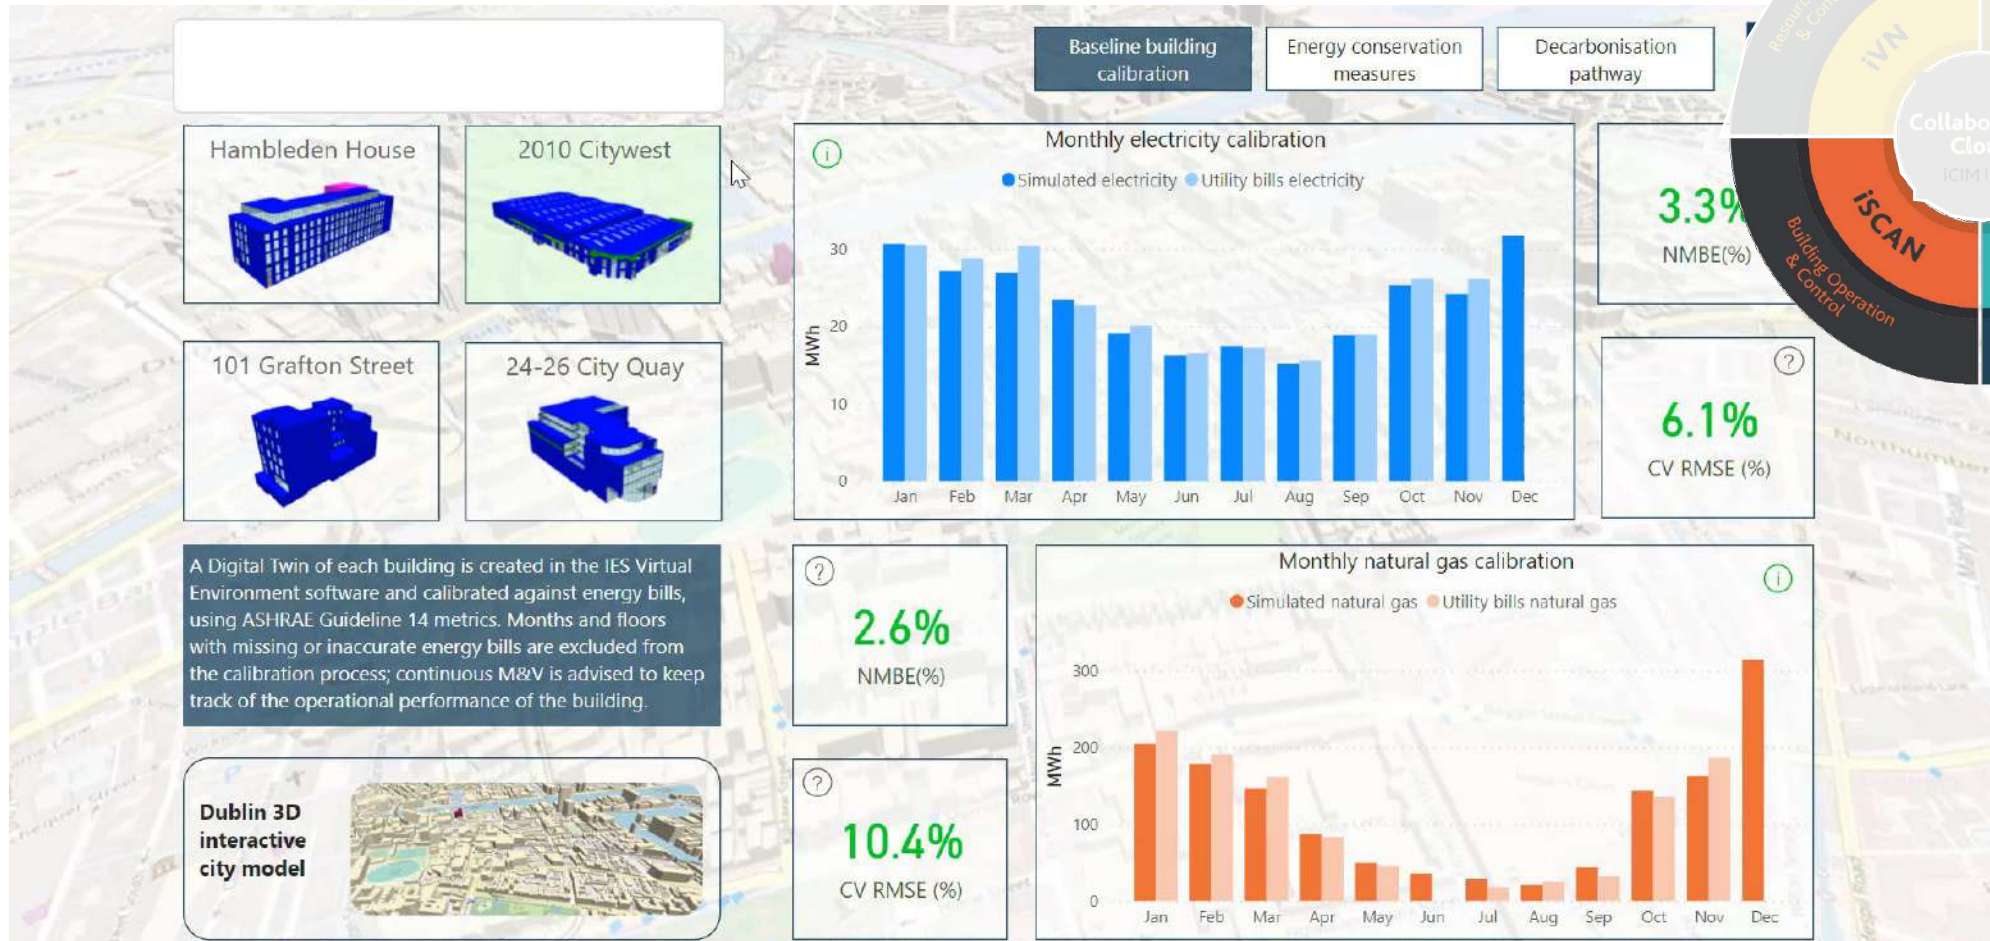 Baseline building
calibration
Energy conservation
measures
Decarbonisation
pathway
iVN
Hambleden House
2010 Citywest
101 Grafton Street
24-26 City Quay
Monthly electricity calibration
Simulated electricity Utility bills electricity
MWh
30
20
10
0
Jan Feb Mar Apr May Jun Jul Aug Sep Oct Nov Dec
3.3%
NMBE(%)
6.1%
CV RMSE (%)
iSCAN
Building Operation
& Control
A Digital Twin of each building is created in the IES Virtual
Environment software and calibrated against energy bills,
using ASHRAE Guideline 14 metrics. Months and floors
with missing or inaccurate energy bills are excluded from
the calibration process; continuous M&V is advised to keep
track of the operational performance of the building.
Dublin 3D
interactive
city model
2.6%
NMBE(%)
10.4%
CV RMSE (%)
Monthly natural gas calibration
Simulated natural gas Utility bills natural gas
MWh
300
200
100
0
Jan Feb Mar Apr May Jun Jul Aug Sep Oct Nov Dec